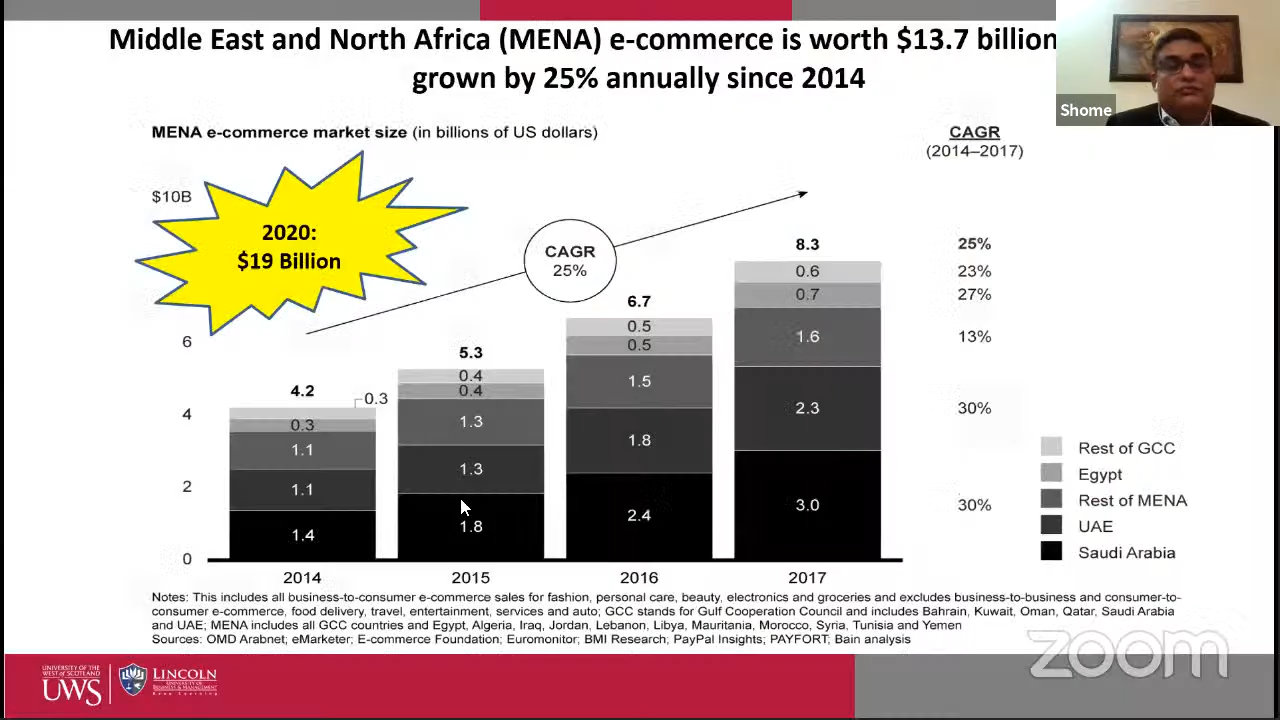 Middle East and North Africa (MENA) e-commerce is worth $13.7 billion
grown by 25% annually since 2014
Shome
MENA e-commerce market size (in billions of US dollars)
CAGR
(2014–2017)
$10B
2020:
$19 Billion
CAGR
25%
8.3
25%
0.6
23%
6.7
0.7
27%
0.5
6
5.3
0.5
1.6
13%
4.2
0.4
0.3
0.4
1.5
4
0.3
1.3
2.3
30%
1.1
1.8
Rest of GCC
1.3
Egypt
2
1.1
Rest of MENA
1.8
2.4
3.0
30%
UAE
1.4
Saudi Arabia
0
2014
2015
2016
2017
Notes: This includes all business-to-consumer e-commerce sales for fashion, personal care, beauty, electronics and groceries and excludes business-to-business and consumer-to-
consumer e-commerce, food delivery, travel, entertainment, services and auto; GCC stands for Gulf Cooperation Council and includes Bahrain, Kuwait, Oman, Qatar, Saudi Arabia
and UAE; MENA includes all GCC countries and Egypt, Algeria, Iraq, Jordan, Lebanon, Libya, Mauritania, Morocco, Syria, Tunisia and Yemen
Sources: OMD Arabnet; eMarketer; E-commerce Foundation; Euromonitor; BMI Research; PayPal Insights; PAYFORT; Bain analysis
zoom
UNIVERSITY OF THE
WEST OF SCOTLAND
UWS
LINCOLN
UNIVERSITY OF
BUSINESS & MANAGEMENT
Keep Learning